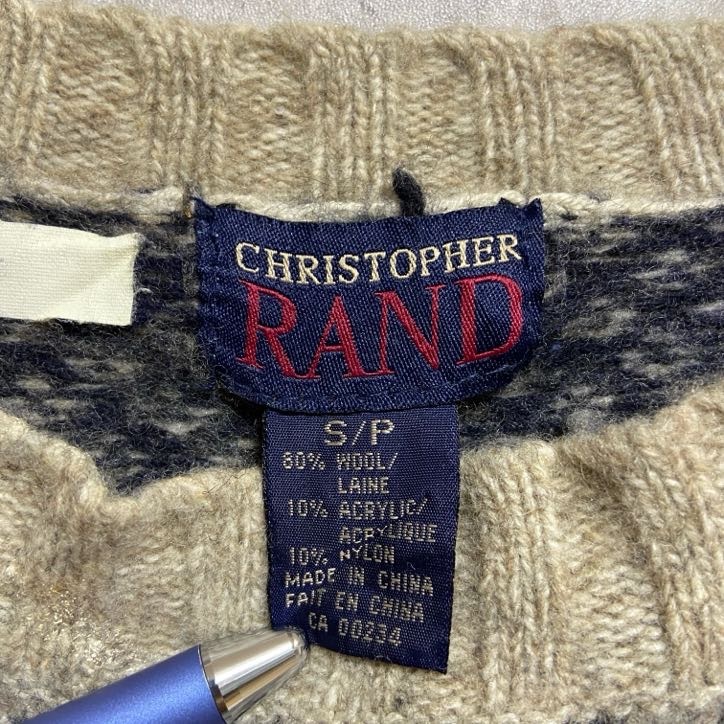 CHRISTOPHER
RAND
S/P
80% WOOL/
LAINE
10% ACRYLIC/
ACRYLIQUE
10% NYLON
MADE IN CHINA
FAIT EN CHINA
CA 00234